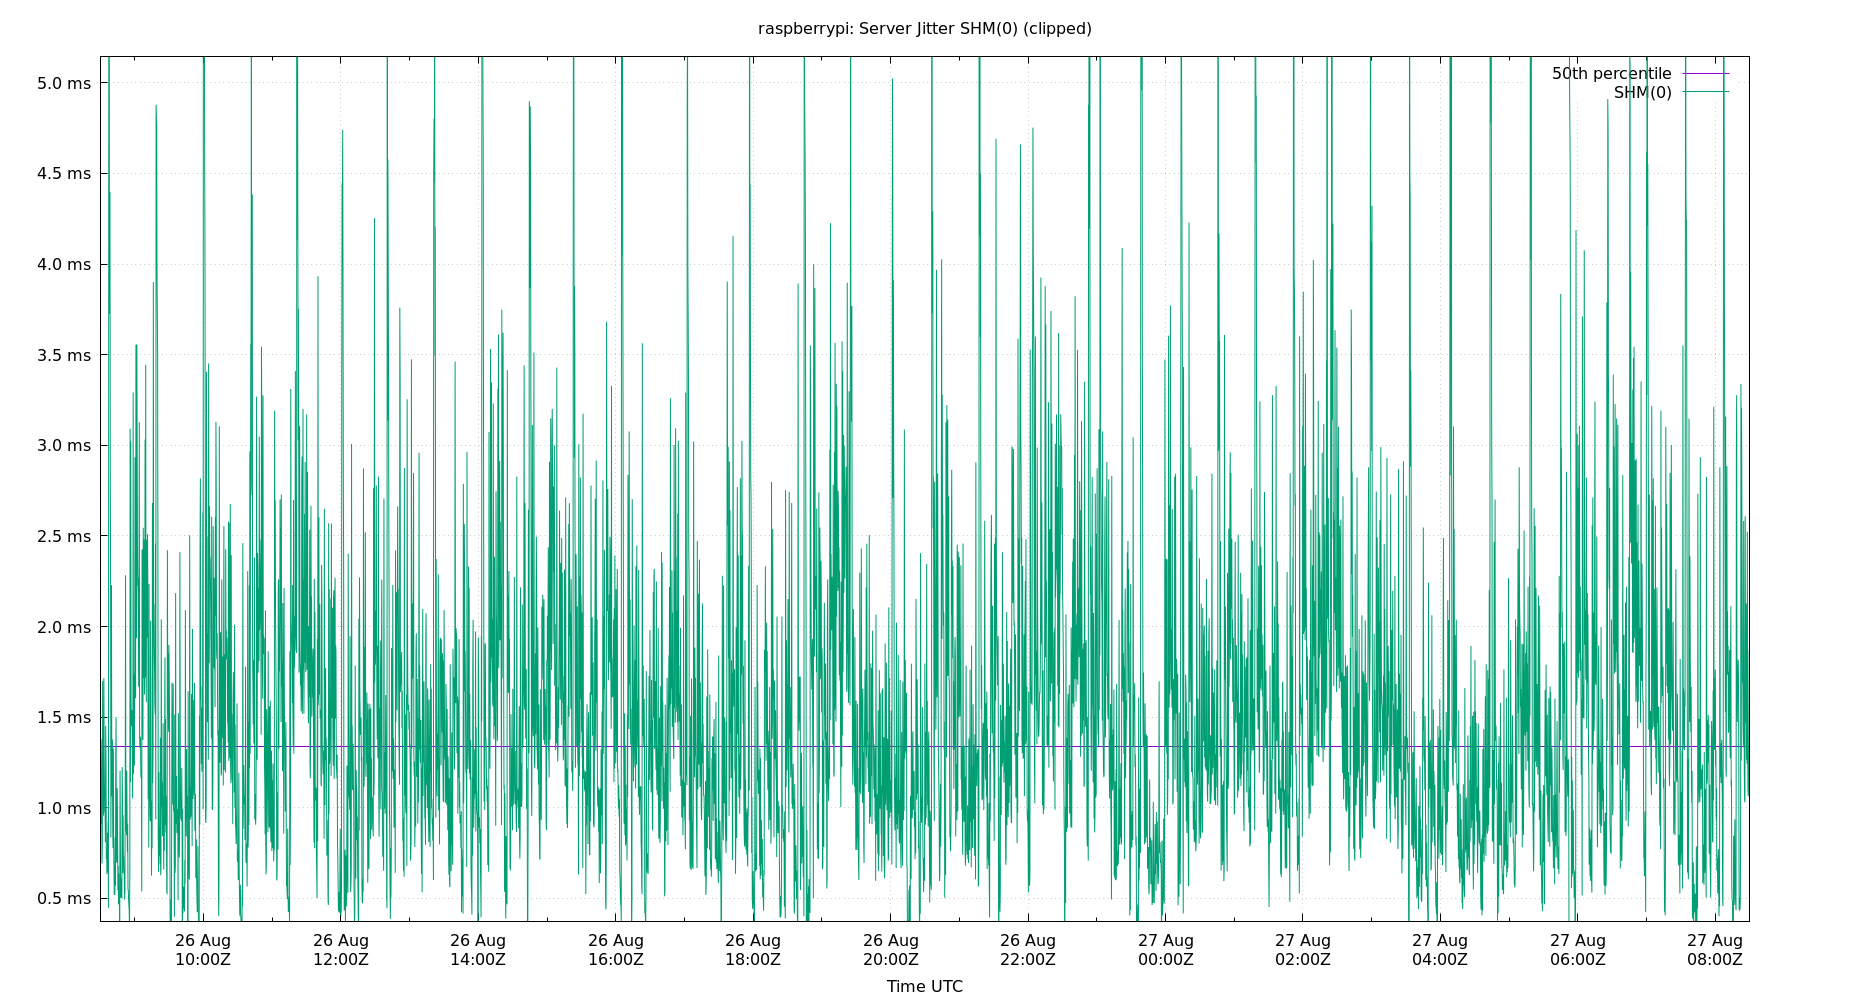 raspberrypi: Server Jitter SHM(0) (clipped)
50th percentile
SHM(0)
5.0 ms
4.5 ms
4.0 ms
3.5 ms
3.0 ms
2.5 ms
2.0 ms
1.5 ms
1.0 ms
0.5 ms
26 Aug 26 Aug 26 Aug 26 Aug 26 Aug 26 Aug 26 Aug 27 Aug 27 Aug 27 Aug 27 Aug 27 Aug
10:00Z 12:00Z 14:00Z 16:00Z 18:00Z 20:00Z 22:00Z 00:00Z 02:00Z 04:00Z 06:00Z 08:00Z
Time UTC